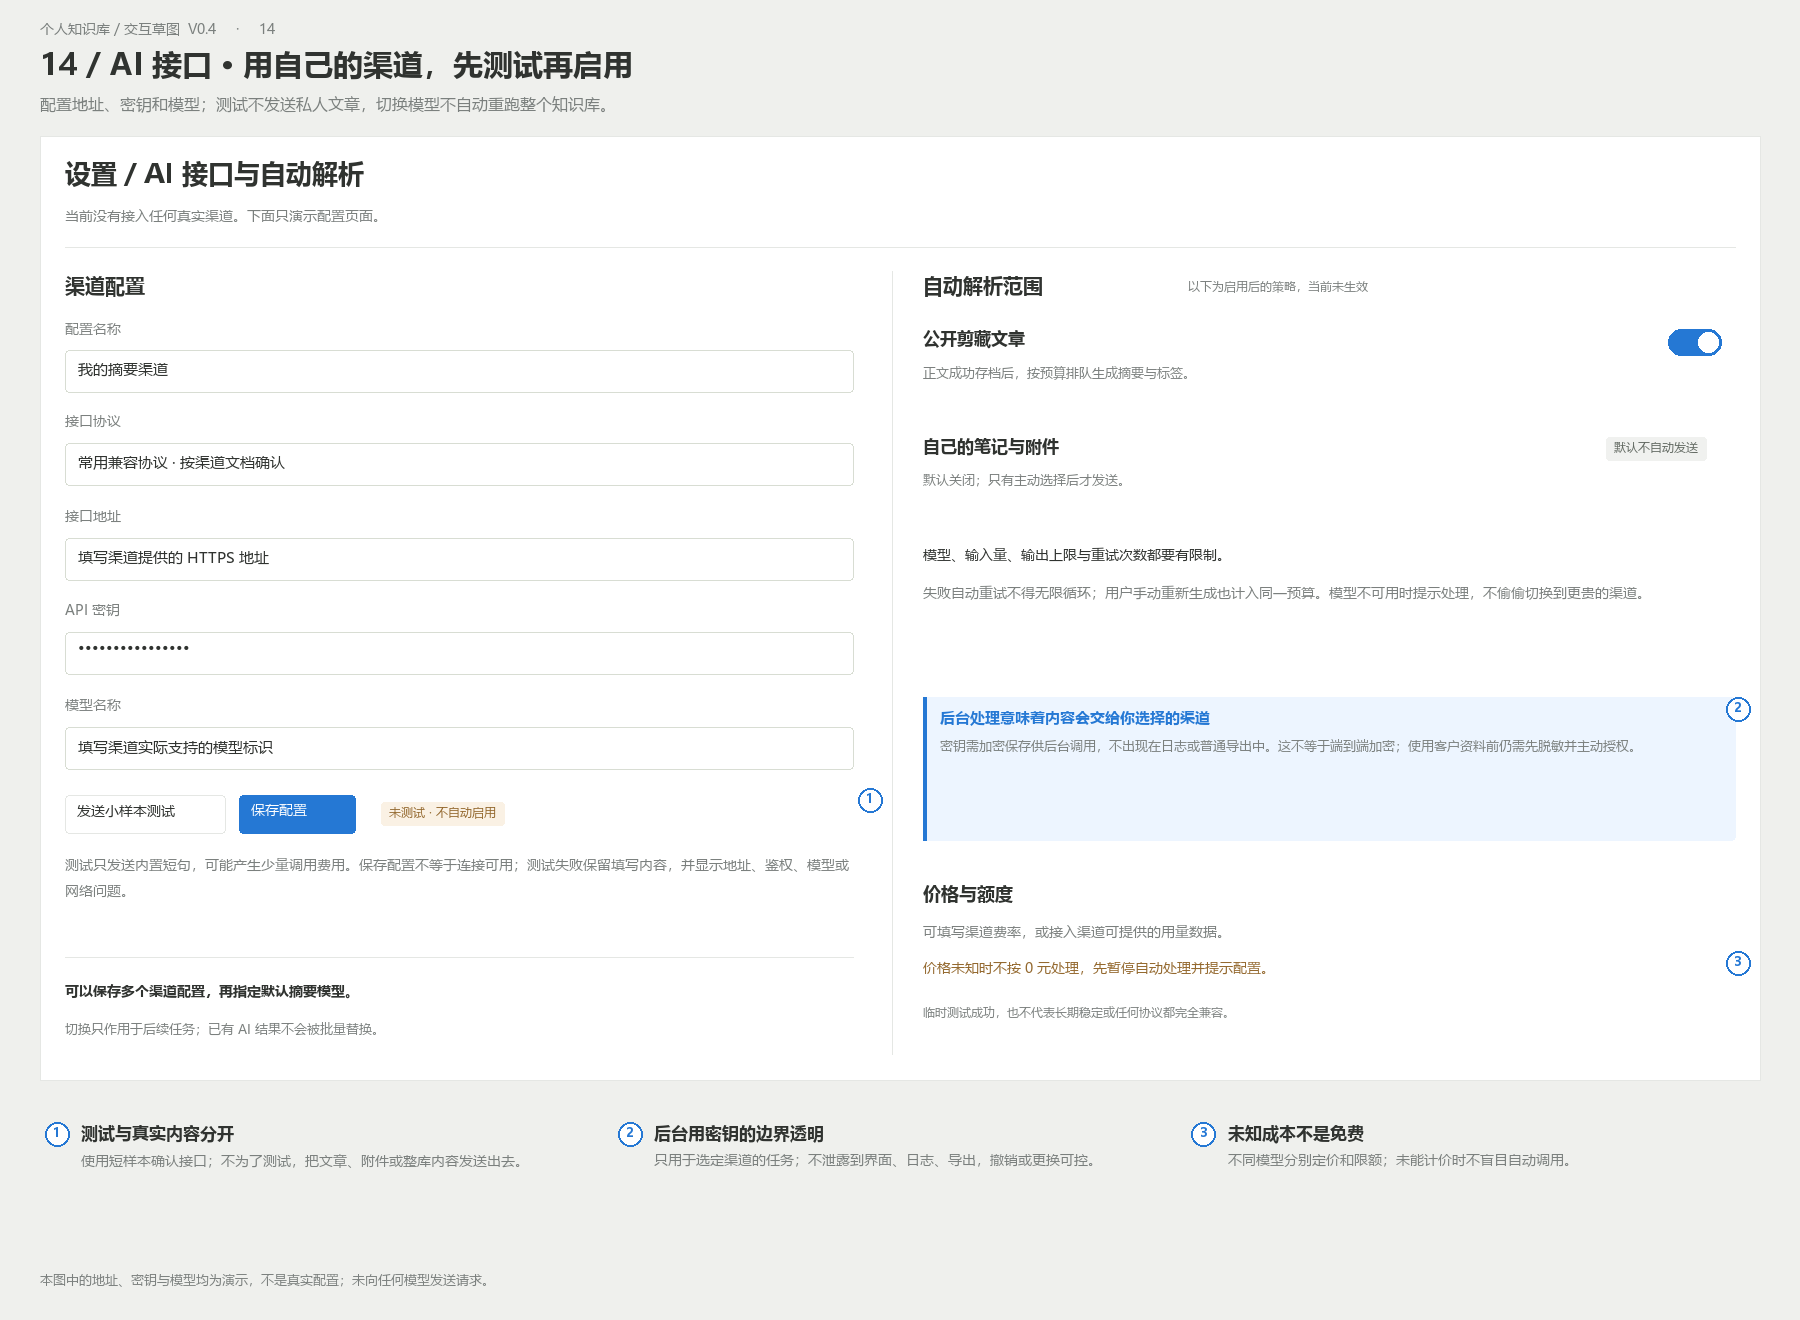 个人知识库 / 交互草图 V0.4 · 14
14 / AI 接口 • 用自己的渠道，先测试再启用
配置地址、密钥和模型；测试不发送私人文章，切换模型不自动重跑整个知识库。
设置 / AI 接口与自动解析
当前没有接入任何真实渠道。下面只演示配置页面。
渠道配置
配置名称
我的摘要渠道
接口协议
常用兼容协议 · 按渠道文档确认
接口地址
填写渠道提供的 HTTPS 地址
API 密钥
••••••••••••••••
模型名称
填写渠道实际支持的模型标识
发送小样本测试
保存配置
未测试 · 不自动启用
1
测试只发送内置短句，可能产生少量调用费用。保存配置不等于连接可用；测试失败保留填写内容，并显示地址、鉴权、模型或
网络问题。
可以保存多个渠道配置，再指定默认摘要模型。
切换只作用于后续任务；已有 AI 结果不会被批量替换。
自动解析范围
以下为启用后的策略，当前未生效
公开剪藏文章
正文成功存档后，按预算排队生成摘要与标签。
自己的笔记与附件
默认不自动发送
默认关闭；只有主动选择后才发送。
模型、输入量、输出上限与重试次数都要有限制。
失败自动重试不得无限循环；用户手动重新生成也计入同一预算。模型不可用时提示处理，不偷偷切换到更贵的渠道。
后台处理意味着内容会交给你选择的渠道
2
密钥需加密保存供后台调用，不出现在日志或普通导出中。这不等于端到端加密；使用客户资料前仍需先脱敏并主动授权。
价格与额度
可填写渠道费率，或接入渠道可提供的用量数据。
价格未知时不按 0 元处理，先暂停自动处理并提示配置。
3
临时测试成功，也不代表长期稳定或任何协议都完全兼容。
1 测试与真实内容分开
使用短样本确认接口；不为了测试，把文章、附件或整库内容发送出去。
2 后台用密钥的边界透明
只用于选定渠道的任务；不泄露到界面、日志、导出，撤销或更换可控。
3 未知成本不是免费
不同模型分别定价和限额；未能计价时不盲目自动调用。
本图中的地址、密钥与模型均为演示，不是真实配置；未向任何模型发送请求。